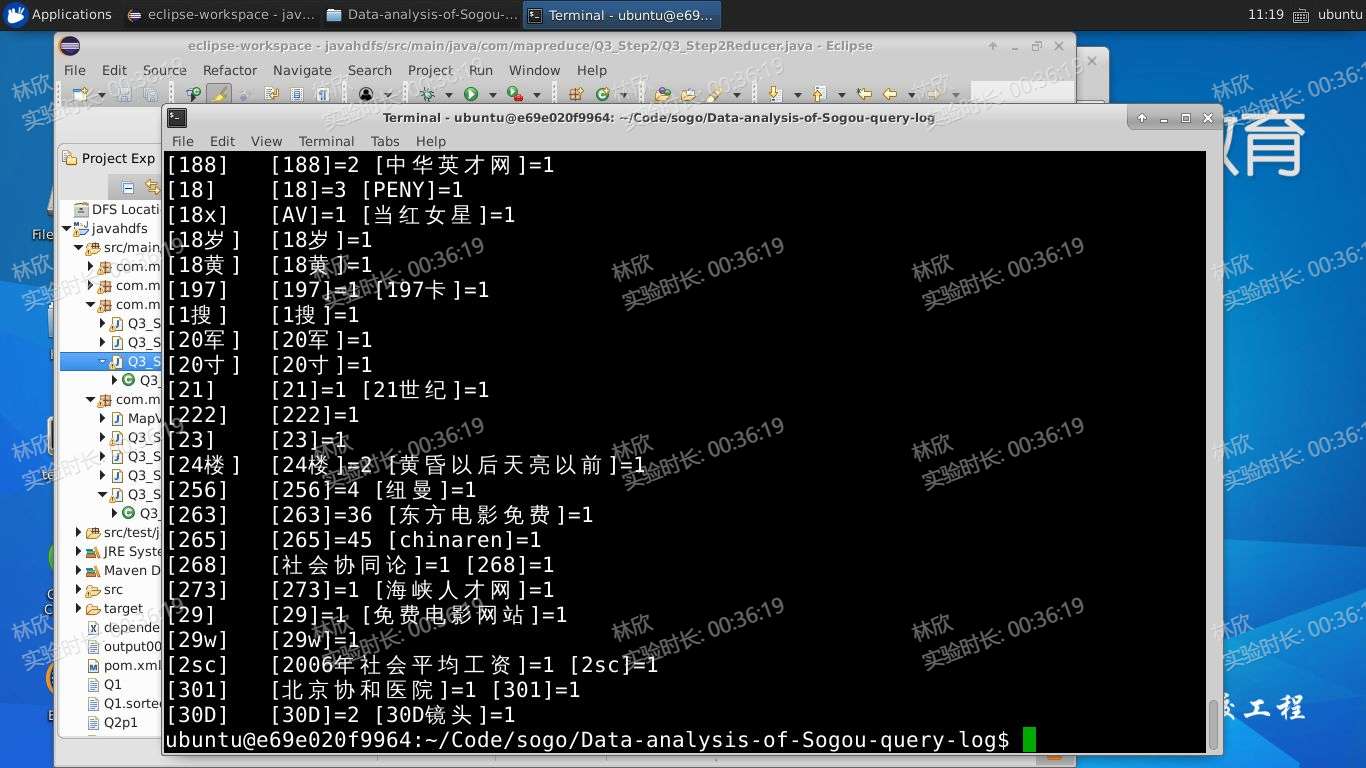 Applications
eclipse-workspace - jav...
Data-analysis-of-Sogou-...
Terminal - ubuntu@e69...
11:19
ubuntu
eclipse-workspace - javahdfs/src/main/java/com/mapreduce/Q3_Step2/Q3_Step2Reducer.java - Eclipse
File Edit Source Refactor Navigate Search Project Run Window Help
Terminal - ubuntu@e69e020f9964: ~/Code/sogo/Data-analysis-of-Sogou-query-log
File Edit View Terminal Tabs Help
Project Exp
DFS Locati
javahdfs
src/main
com.m
com.m
com.m
Q3_S
Q3_S
Q3_S
Q3_
com.m
MapV
Q3_S
Q3_S
Q3_S
Q3_S
Q3_
src/test/j
JRE Syste
Maven D
src
target
depende
output00
pom.xml
Q1
Q1.sorte
Q2p1
[188] [188]=2 [中华英才网]=1
[18] [18]=3 [PENY]=1
[18x] [AV]=1 [当红女星]=1
[18岁] [18岁]=1
[18黄] [18黄]=1
[197] [197]=1 [197卡]=1
[1搜] [1搜]=1
[20军] [20军]=1
[20寸] [20寸]=1
[21] [21]=1 [21世纪]=1
[222] [222]=1
[23] [23]=1
[24楼] [24楼]=2 [黄昏以后天亮以前]=1
[256] [256]=4 [纽曼]=1
[263] [263]=36 [东方电影免费]=1
[265] [265]=45 [chinaren]=1
[268] [社会协同论]=1 [268]=1
[273] [273]=1 [海峡人才网]=1
[29] [29]=1 [免费电影网站]=1
[29w] [29w]=1
[2sc] [2006年社会平均工资]=1 [2sc]=1
[301] [北京协和医院]=1 [301]=1
[30D] [30D]=2 [30D镜头]=1
ubuntu@e69e020f9964:~/Code/sogo/Data-analysis-of-Sogou-query-log$
育
工程
林欣
实验时长: 00:36:19